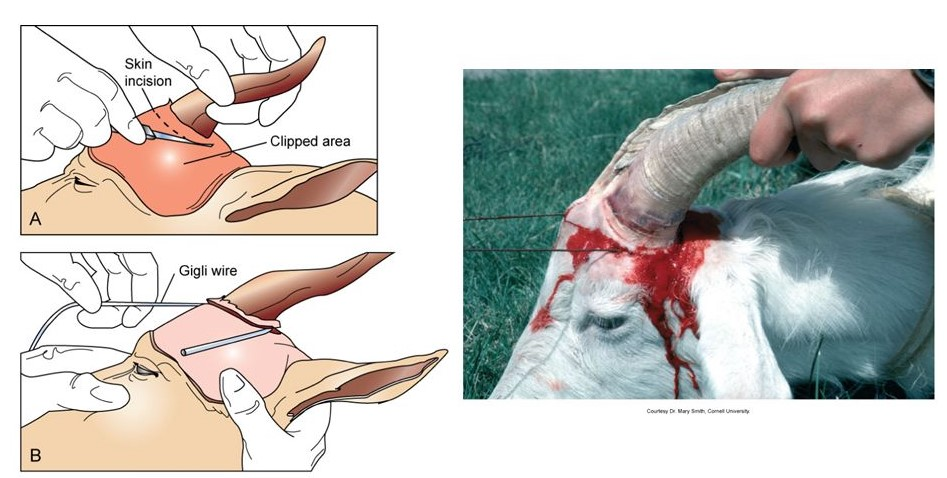 Skin
incision
Clipped area
A
Gigli wire
B
Courtesy Dr. Mary Smith, Cornell University.